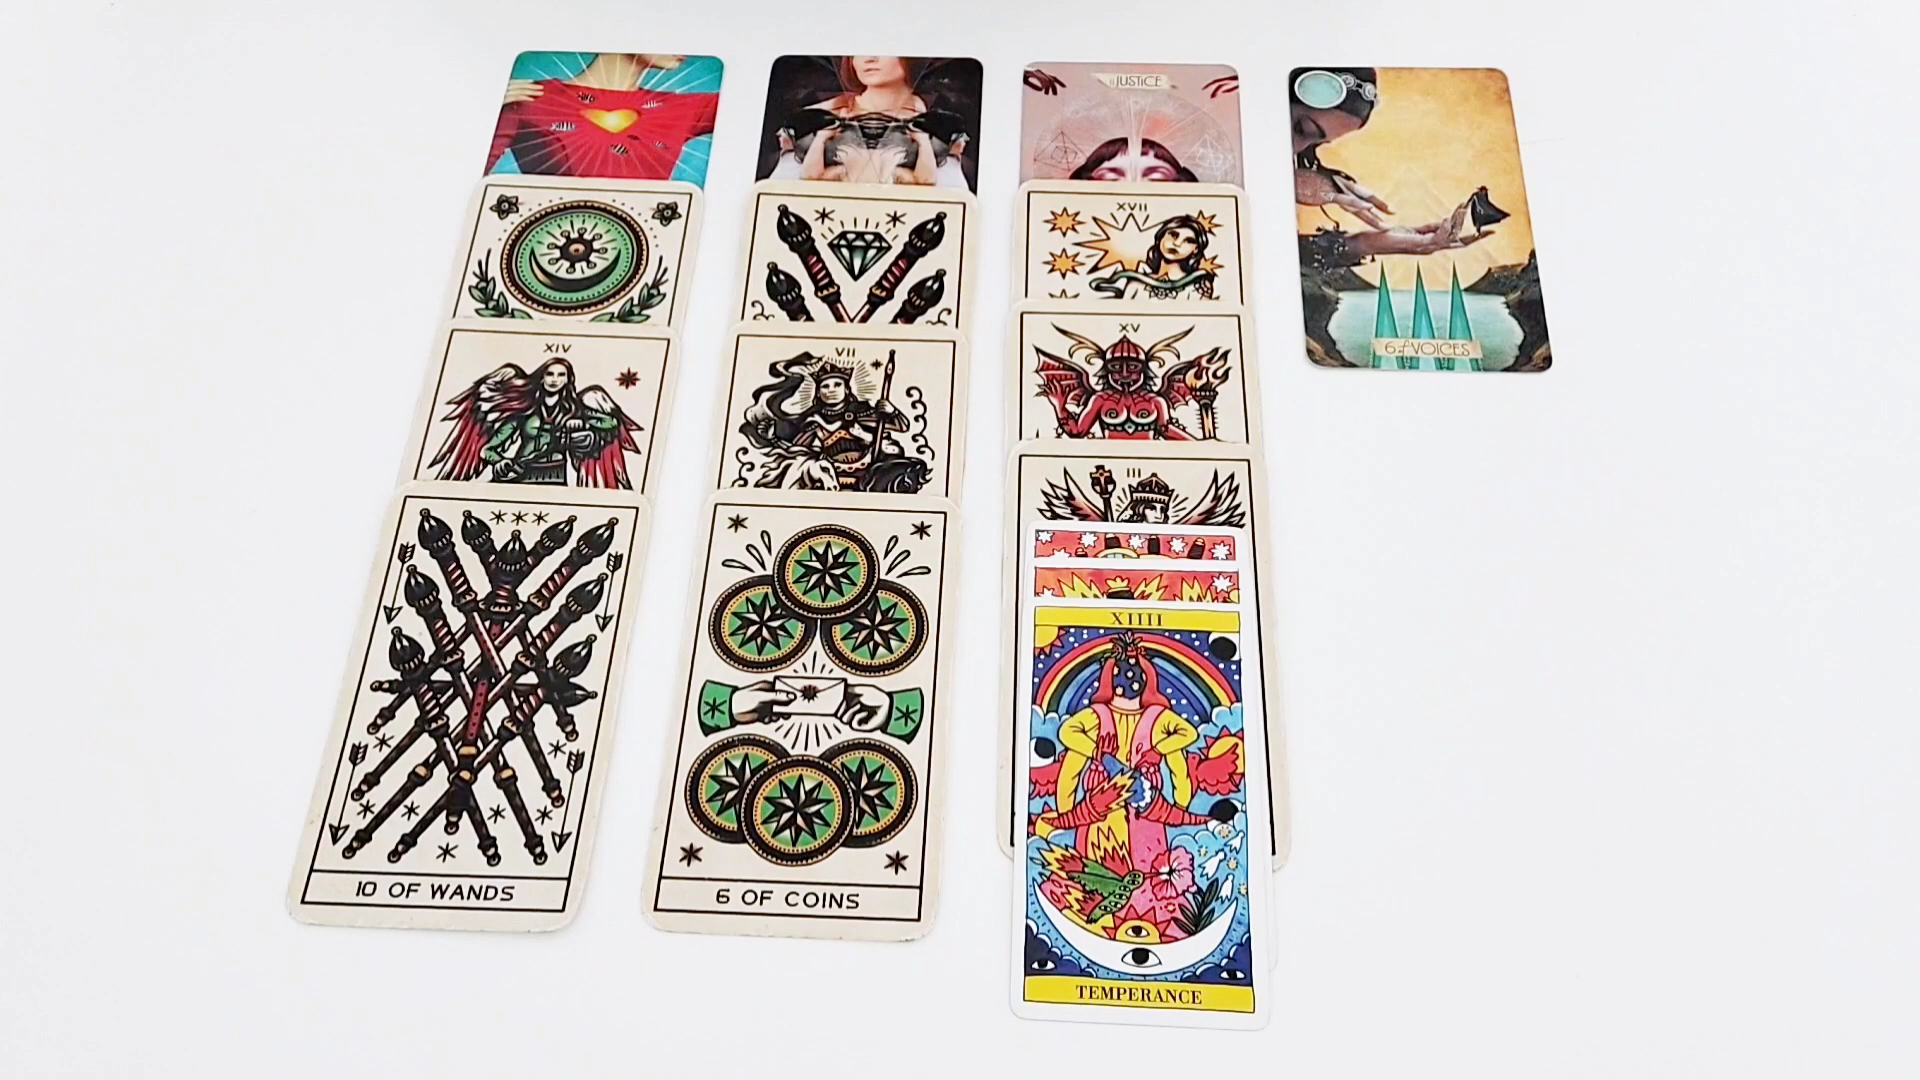 JUSTICE
6 of VOICES
XVII
XIV
VII
XV
III
10 OF WANDS
6 OF COINS
XIIII
TEMPERANCE